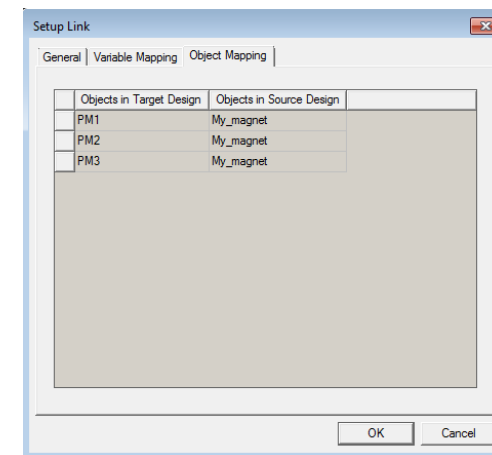 Setup Link
General Variable Mapping Object Mapping
Objects in Target Design Objects in Source Design
PM1 My_magnet
PM2 My_magnet
PM3 My_magnet
OK Cancel